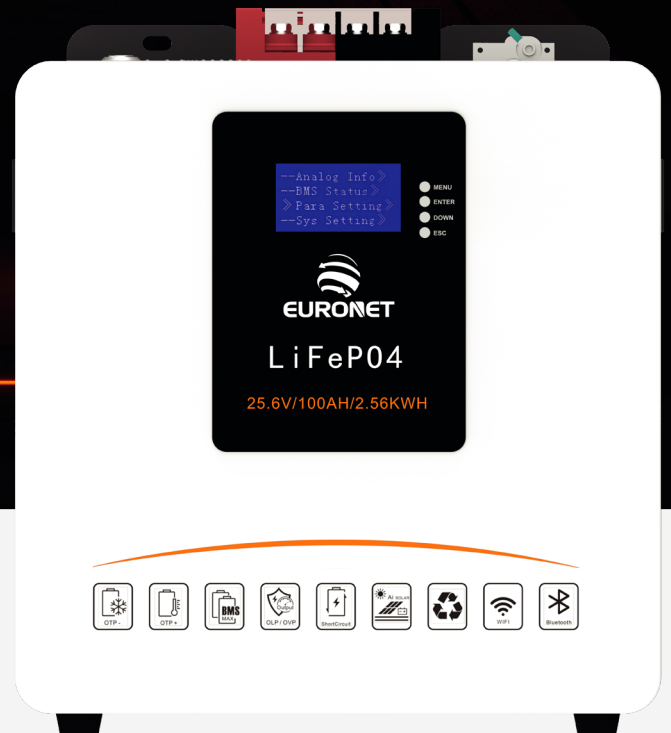 --Analog Info》
--BMS Status》
》Para Setting》
--Sys Setting》
MENU
ENTER
DOWN
ESC
EURONET
LiFeP04
25.6V/100AH/2.56KWH
OTP -
OTP +
BMS
MAX
Output
OLP / OVP
ShortCircuit
Ai SOLAR
WIFI
Bluetooth